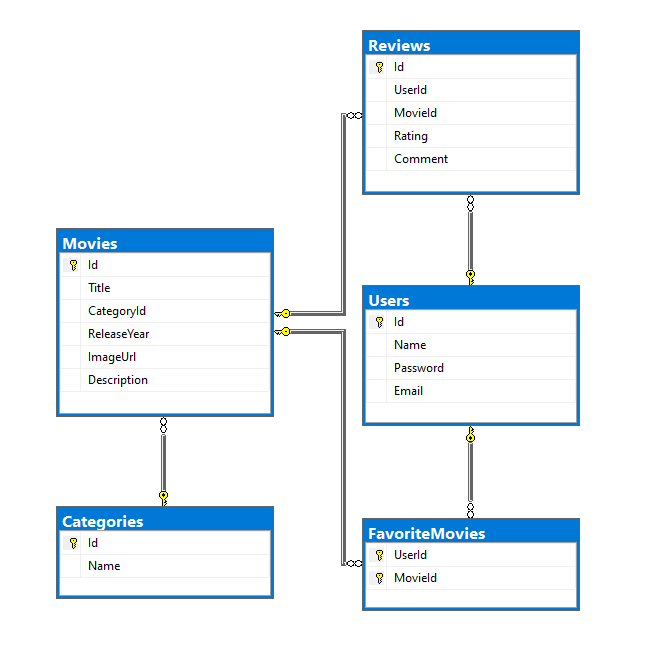 Reviews
Id
UserId
MovieId
Rating
Comment
Movies
Id
Title
CategoryId
ReleaseYear
ImageUrl
Description
Users
Id
Name
Password
Email
Categories
Id
Name
FavoriteMovies
UserId
MovieId